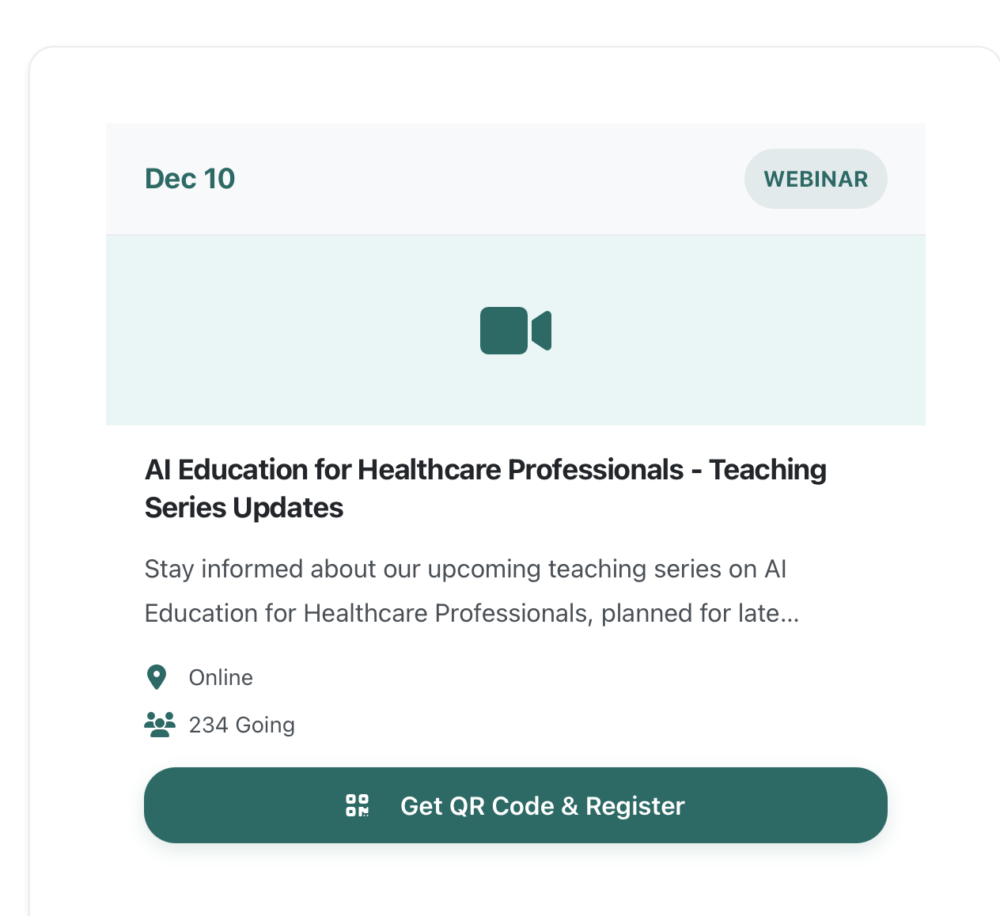 Dec 10
WEBINAR
AI Education for Healthcare Professionals - Teaching
Series Updates
Stay informed about our upcoming teaching series on AI
Education for Healthcare Professionals, planned for late...
Online
234 Going
Get QR Code & Register